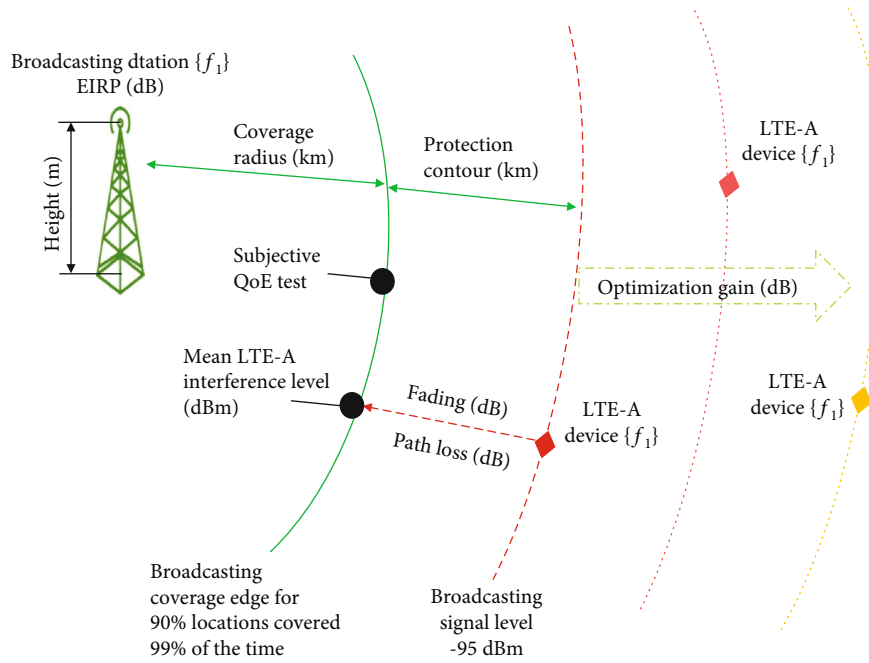 Broadcasting dtation {f₁}
EIRP (dB)
Height (m)
Coverage
radius (km)
Protection
contour (km)
LTE-A
device {f₁}
Subjective
QoE test
Optimization gain (dB)
Mean LTE-A
interference level
(dBm)
Fading (dB)
Path loss (dB)
LTE-A
device {f₁}
LTE-A
device {f₁}
Broadcasting
coverage edge for
90% locations covered
99% of the time
Broadcasting
signal level
-95 dBm